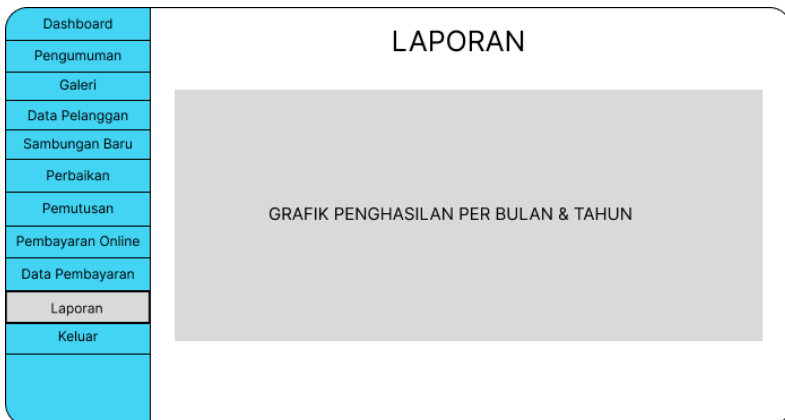 Dashboard
Pengumuman
Galeri
Data Pelanggan
Sambungan Baru
Perbaikan
Pemutusan
Pembayaran Online
Data Pembayaran
Laporan
Keluar
LAPORAN
GRAFIK PENGHASILAN PER BULAN & TAHUN